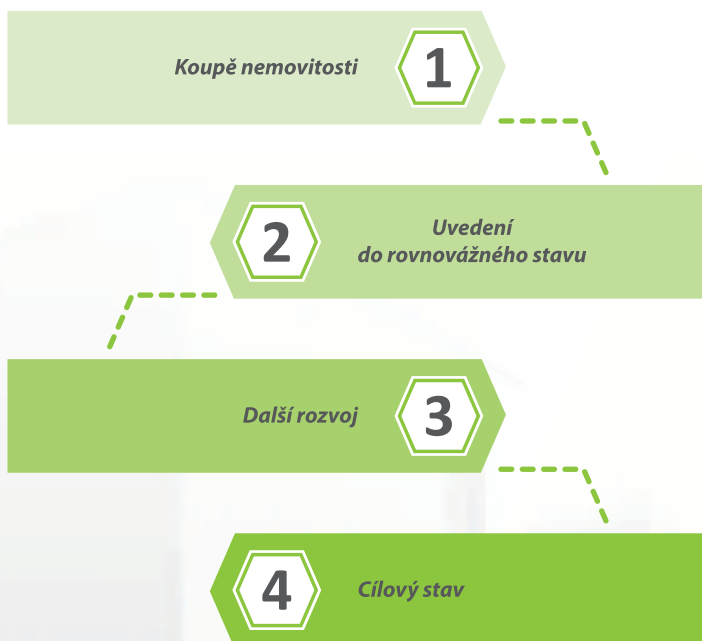 Koupě nemovitosti
1
2
Uvedení
do rovnovážného stavu
Další rozvoj
3
4
Cílový stav